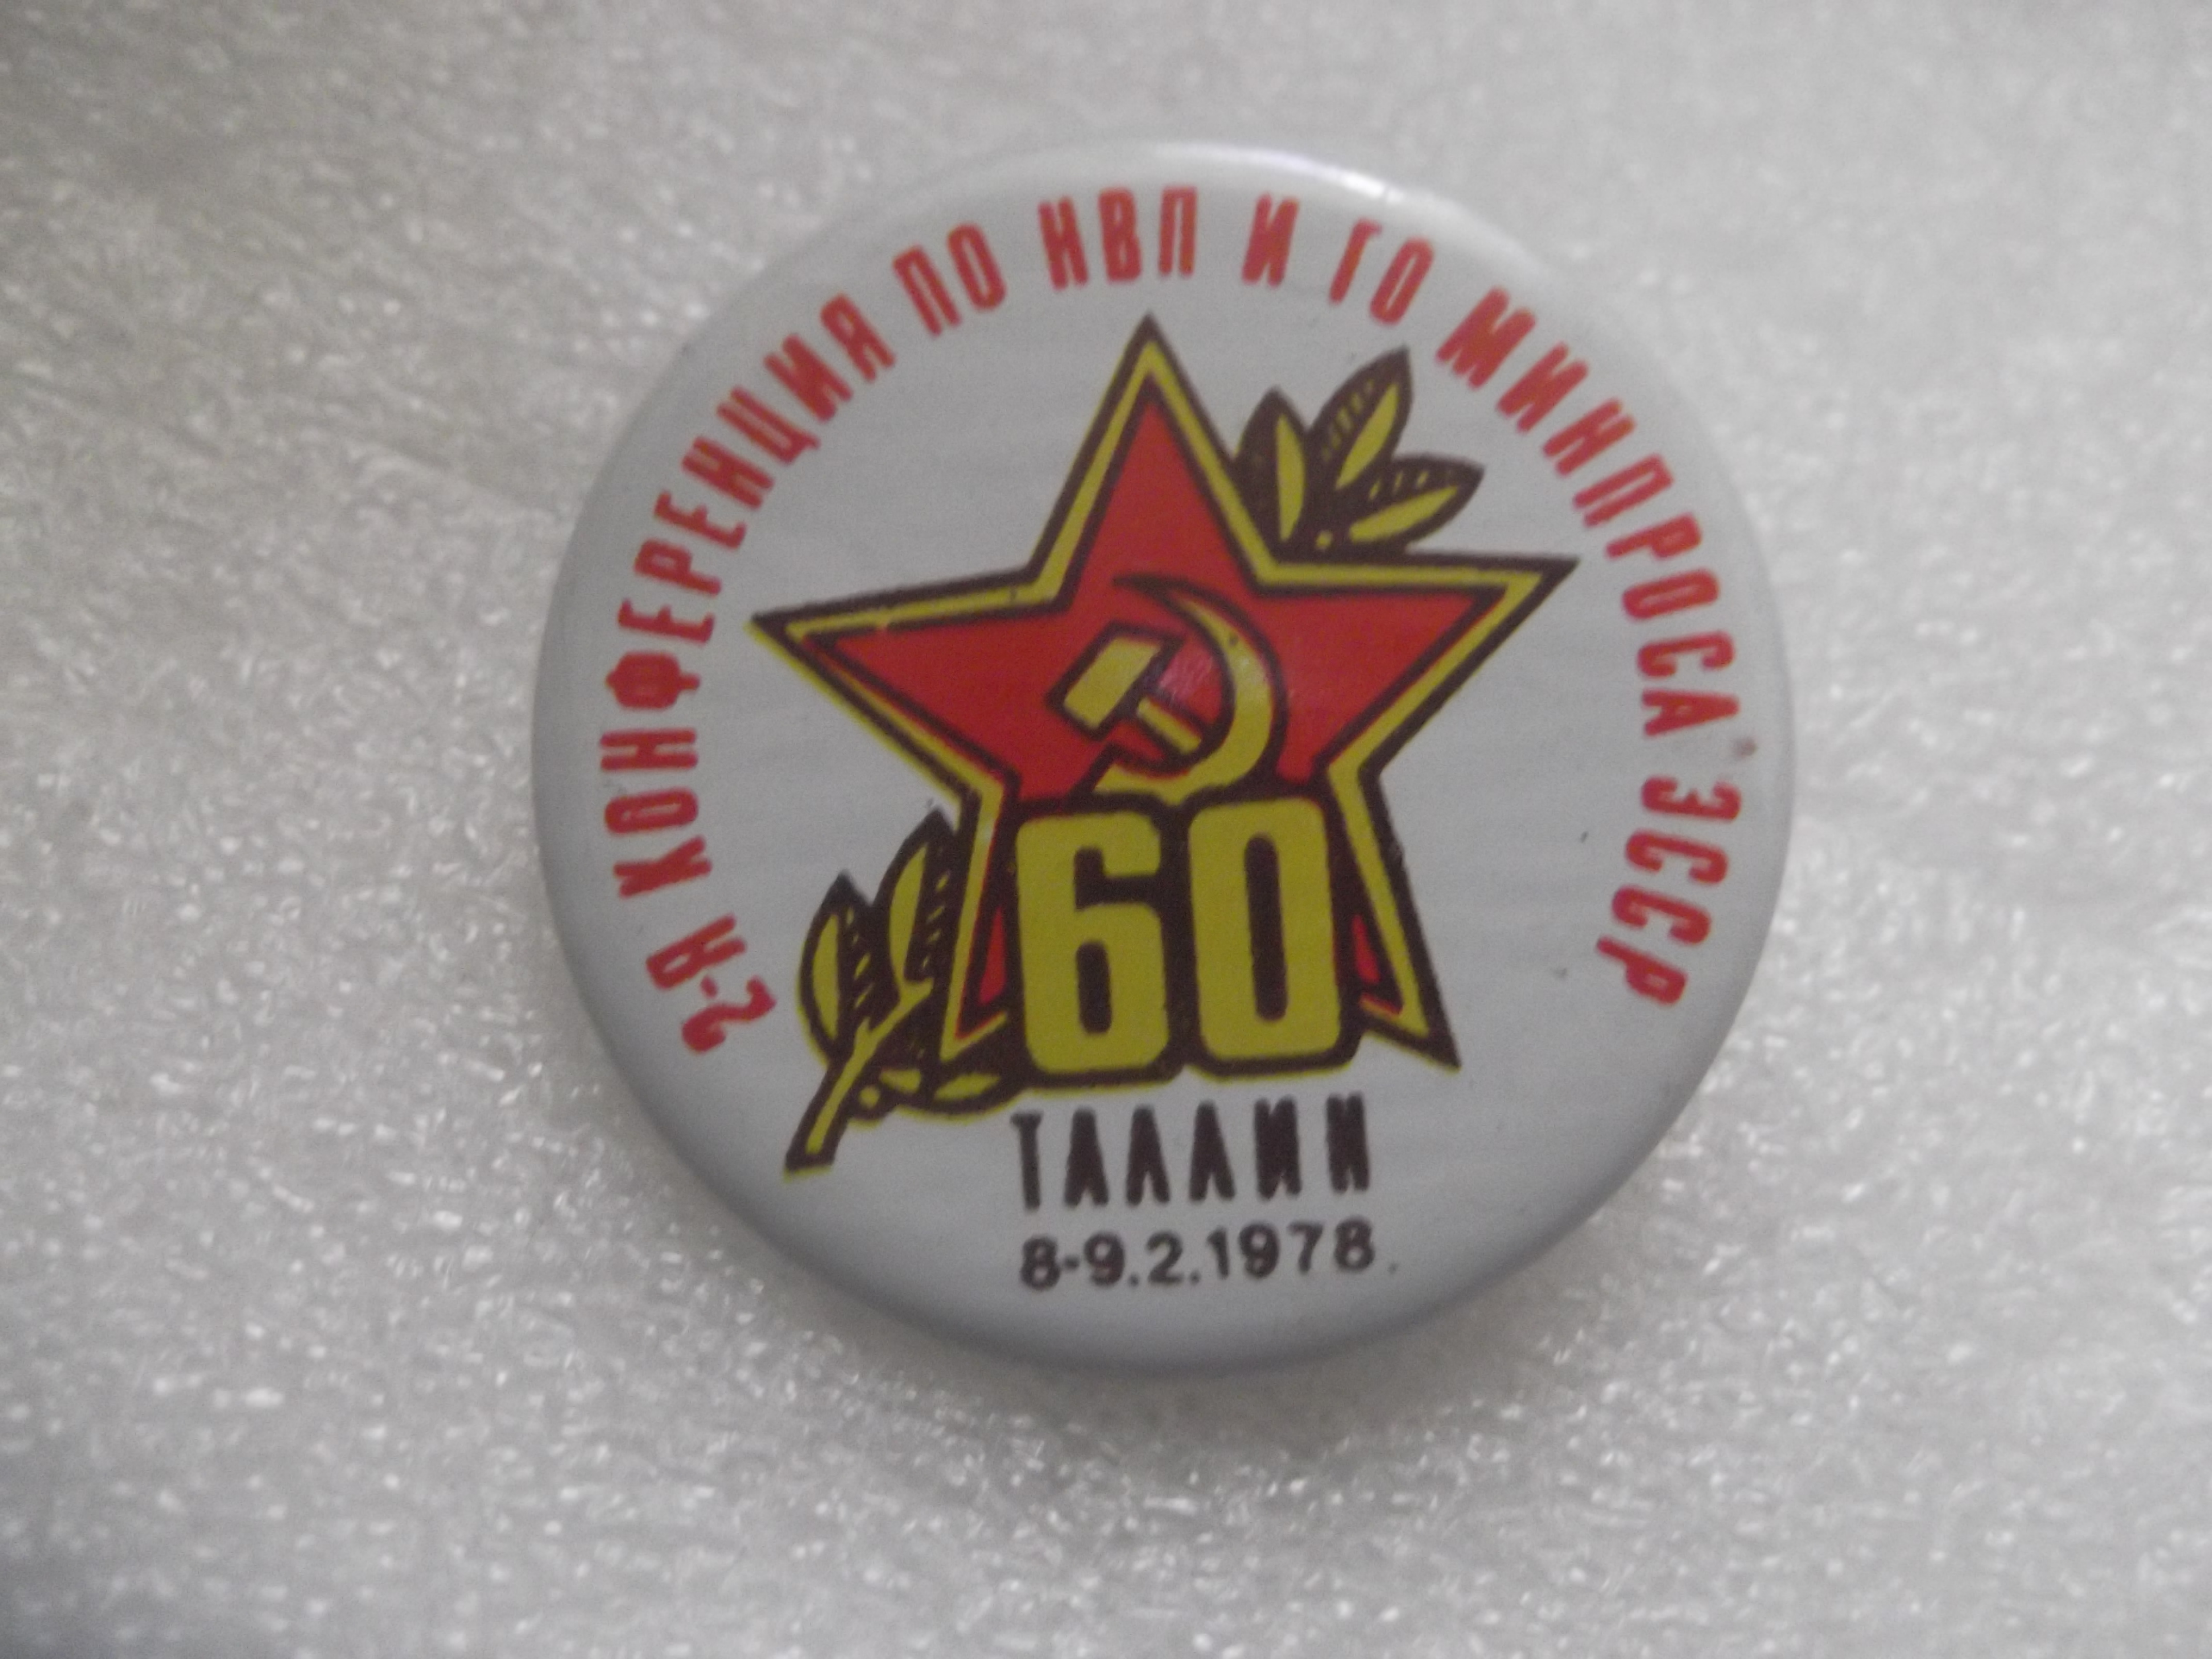 2-Я КОНФЕРЕНЦИЯ ПО НВП И ГО МИНПРОСА ЭССР
60
ТАЛЛИН
8-9.2.1978.